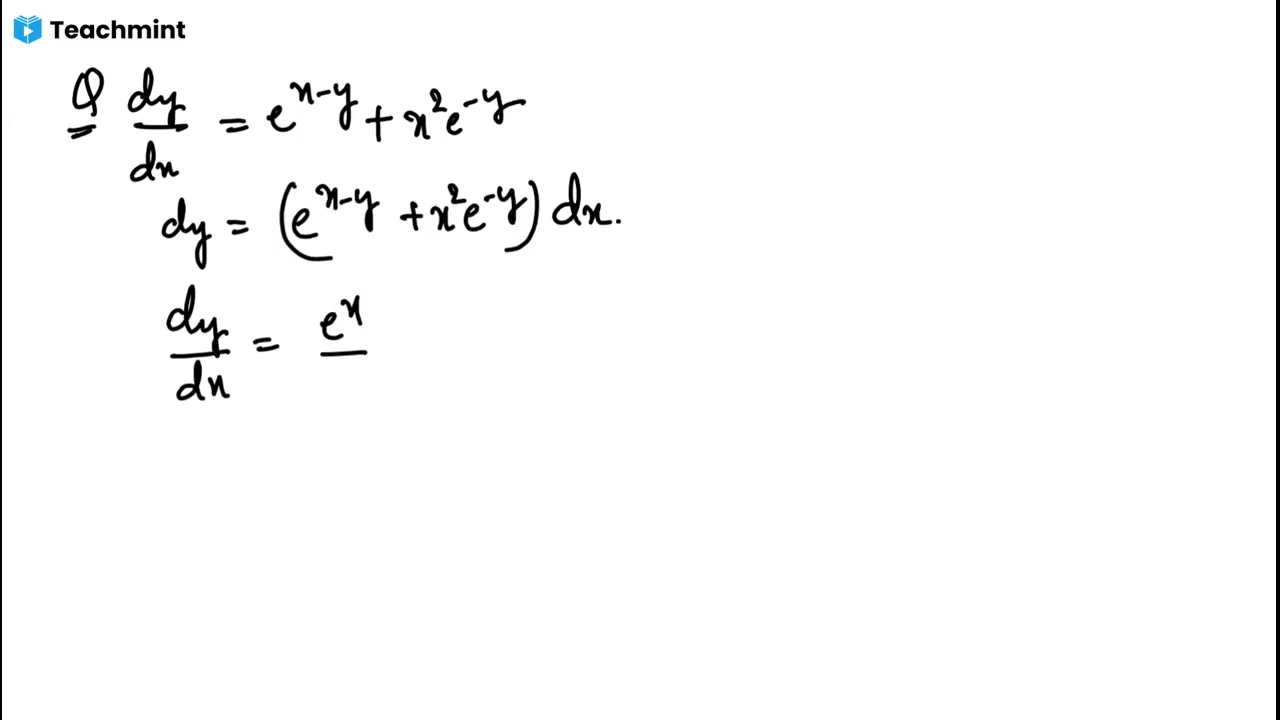 Teachmint
Q dy/dx = e^{x-y} + x^2 e^{-y}
dy = (e^{x-y} + x^2 e^{-y}) dx.
dy/dx = e^x